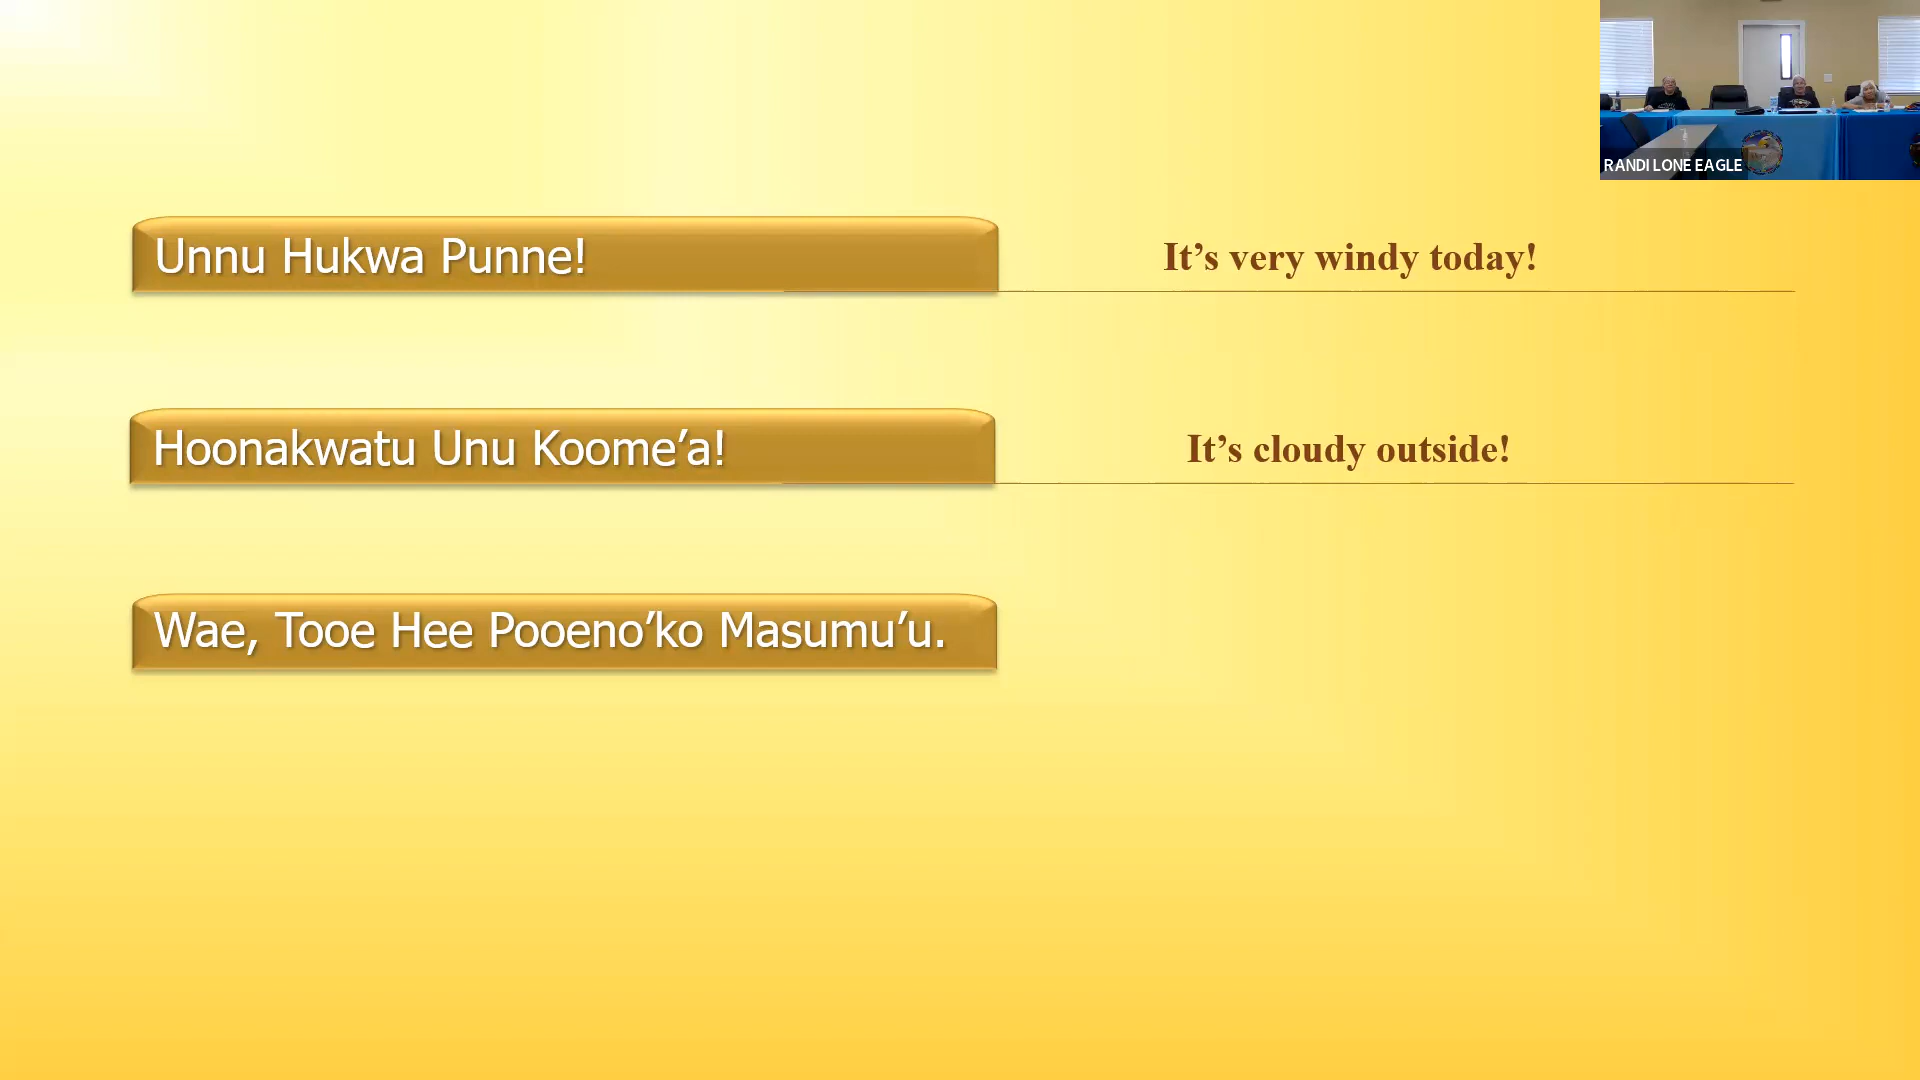 RANDI LONE EAGLE
Unnu Hukwa Punne!
It’s very windy today!
Hoonakwatu Unu Koome’a!
It’s cloudy outside!
Wae, Tooe Hee Pooeno’ko Masumu’u.